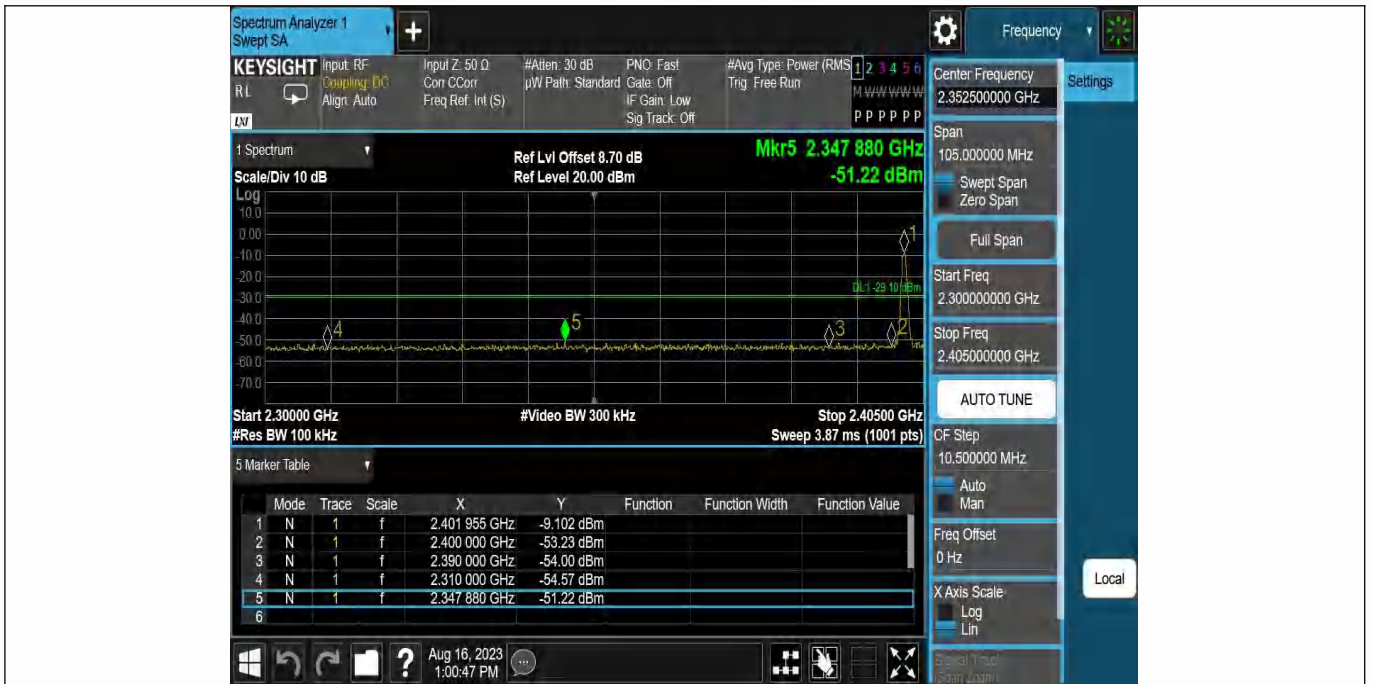 Spectrum Analyzer 1
Swept SA
+
Frequency
KEYSIGHT
RL
LXI
Input: RF
Coupling: DC
Align: Auto
Input Z: 50 Ω
Corr CCorr
Freq Ref: Int (S)
#Atten: 30 dB
µW Path: Standard
PNO: Fast
Gate: Off
IF Gain: Low
Sig Track: Off
#Avg Type: Power (RMS
Trig: Free Run
1 2 3 4 5 6
M W W W W W
P P P P P P
1 Spectrum
Scale/Div 10 dB
Ref Lvl Offset 8.70 dB
Ref Level 20.00 dBm
Mkr5 2.347 880 GHz
-51.22 dBm
Log
10.0
0.00
-10.0
-20.0
-30.0
-40.0
-50.0
-60.0
-70.0
DL1 -29.10 dBm
1
2
3
4
5
Start 2.30000 GHz
#Video BW 300 kHz
Stop 2.40500 GHz
#Res BW 100 kHz
Sweep 3.87 ms (1001 pts)
5 Marker Table
Mode Trace Scale X Y Function Function Width Function Value
1 N 1 f 2.401 955 GHz -9.102 dBm
2 N 1 f 2.400 000 GHz -53.23 dBm
3 N 1 f 2.390 000 GHz -54.00 dBm
4 N 1 f 2.310 000 GHz -54.57 dBm
5 N 1 f 2.347 880 GHz -51.22 dBm
6
? Aug 16, 2023
1:00:47 PM
Center Frequency
2.352500000 GHz
Settings
Span
105.000000 MHz
Swept Span
Zero Span
Full Span
Start Freq
2.300000000 GHz
Stop Freq
2.405000000 GHz
AUTO TUNE
CF Step
10.500000 MHz
Auto
Man
Freq Offset
0 Hz
X Axis Scale
Log
Lin
Local
Signal Track
(Span Zoom)